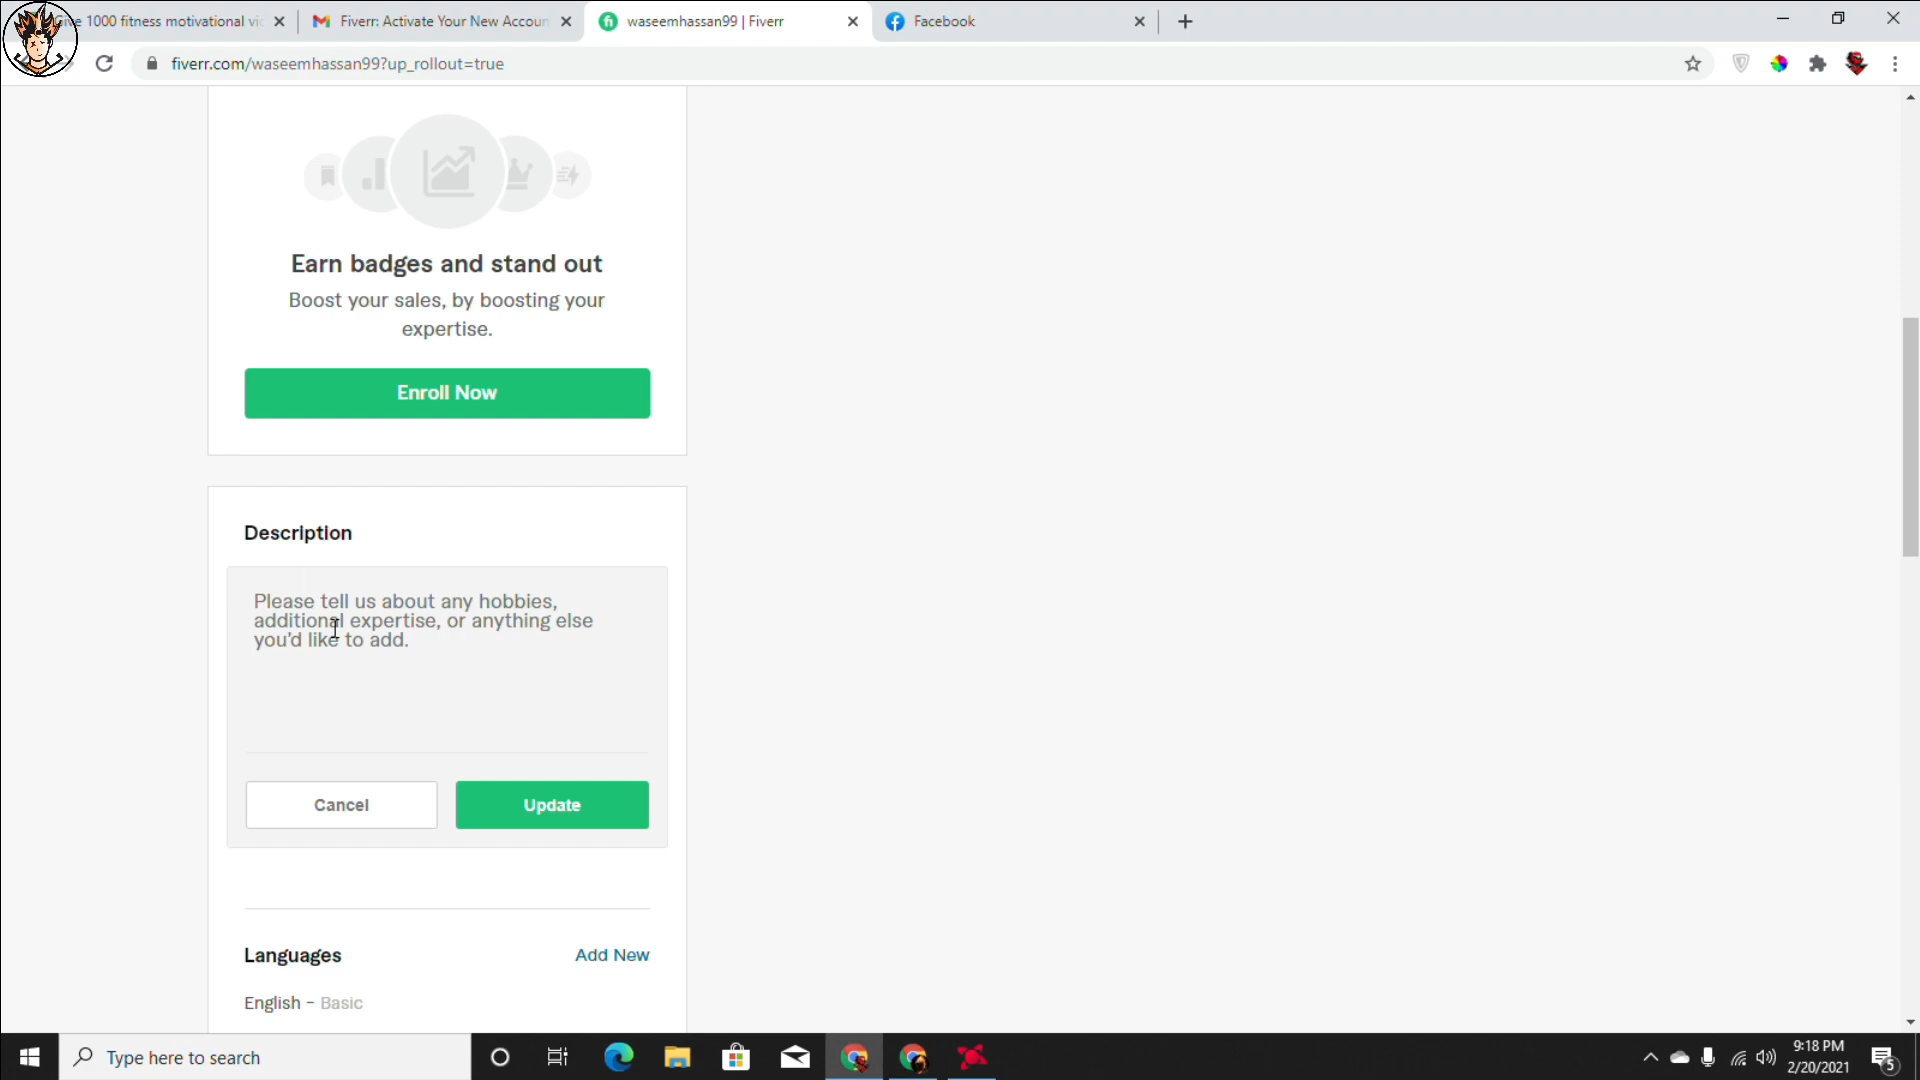 Give 1000 fitness motivational vi
Fiverr: Activate Your New Accoun
waseemhassan99 | Fiverr
Facebook
fiverr.com/waseemhassan99?up_rollout=true
Earn badges and stand out
Boost your sales, by boosting your
expertise.
Enroll Now
Description
Please tell us about any hobbies,
additional expertise, or anything else
you'd like to add.
Cancel
Update
Languages
Add New
English - Basic
Type here to search
9:18 PM
2/20/2021
5